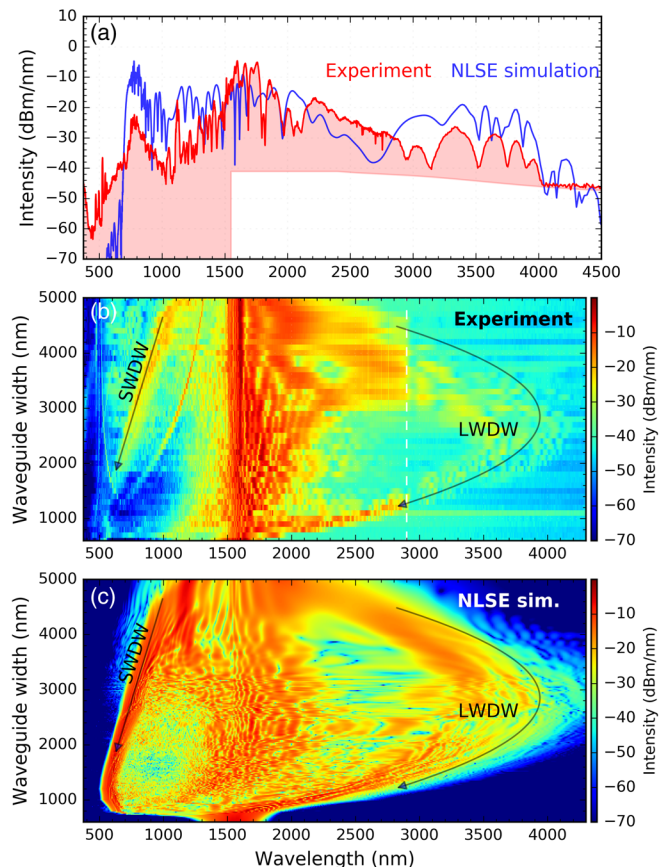 (a)
10
0
−10
−20
−30
−40
−50
−60
−70
Intensity (dBm/nm)
Experiment
NLSE simulation
500 1000 1500 2000 2500 3000 3500 4000 4500
(b)
Experiment
5000
4000
3000
2000
1000
Waveguide width (nm)
SWDW
LWDW
500 1000 1500 2000 2500 3000 3500 4000
−10
−20
−30
−40
−50
−60
−70
Intensity (dBm/nm)
(c)
NLSE sim.
5000
4000
3000
2000
1000
Waveguide width (nm)
SWDW
LWDW
500 1000 1500 2000 2500 3000 3500 4000
Wavelength (nm)
−10
−20
−30
−40
−50
−60
−70
Intensity (dBm/nm)